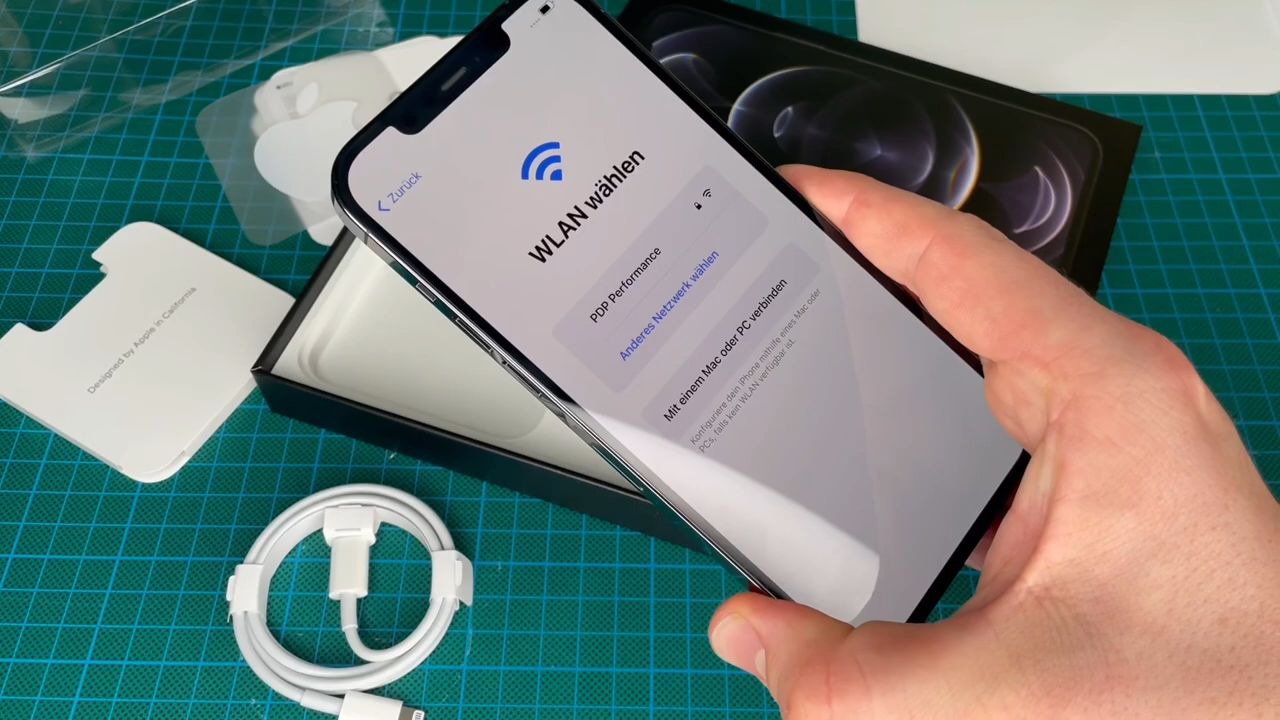 Zurück
WLAN wählen
PDP Performance
Anderes Netzwerk wählen
Mit einem Mac oder PC verbinden
Konfiguriere dein iPhone mithilfe eines Mac oder
PCs, falls kein WLAN verfügbar ist.
Designed by Apple in California